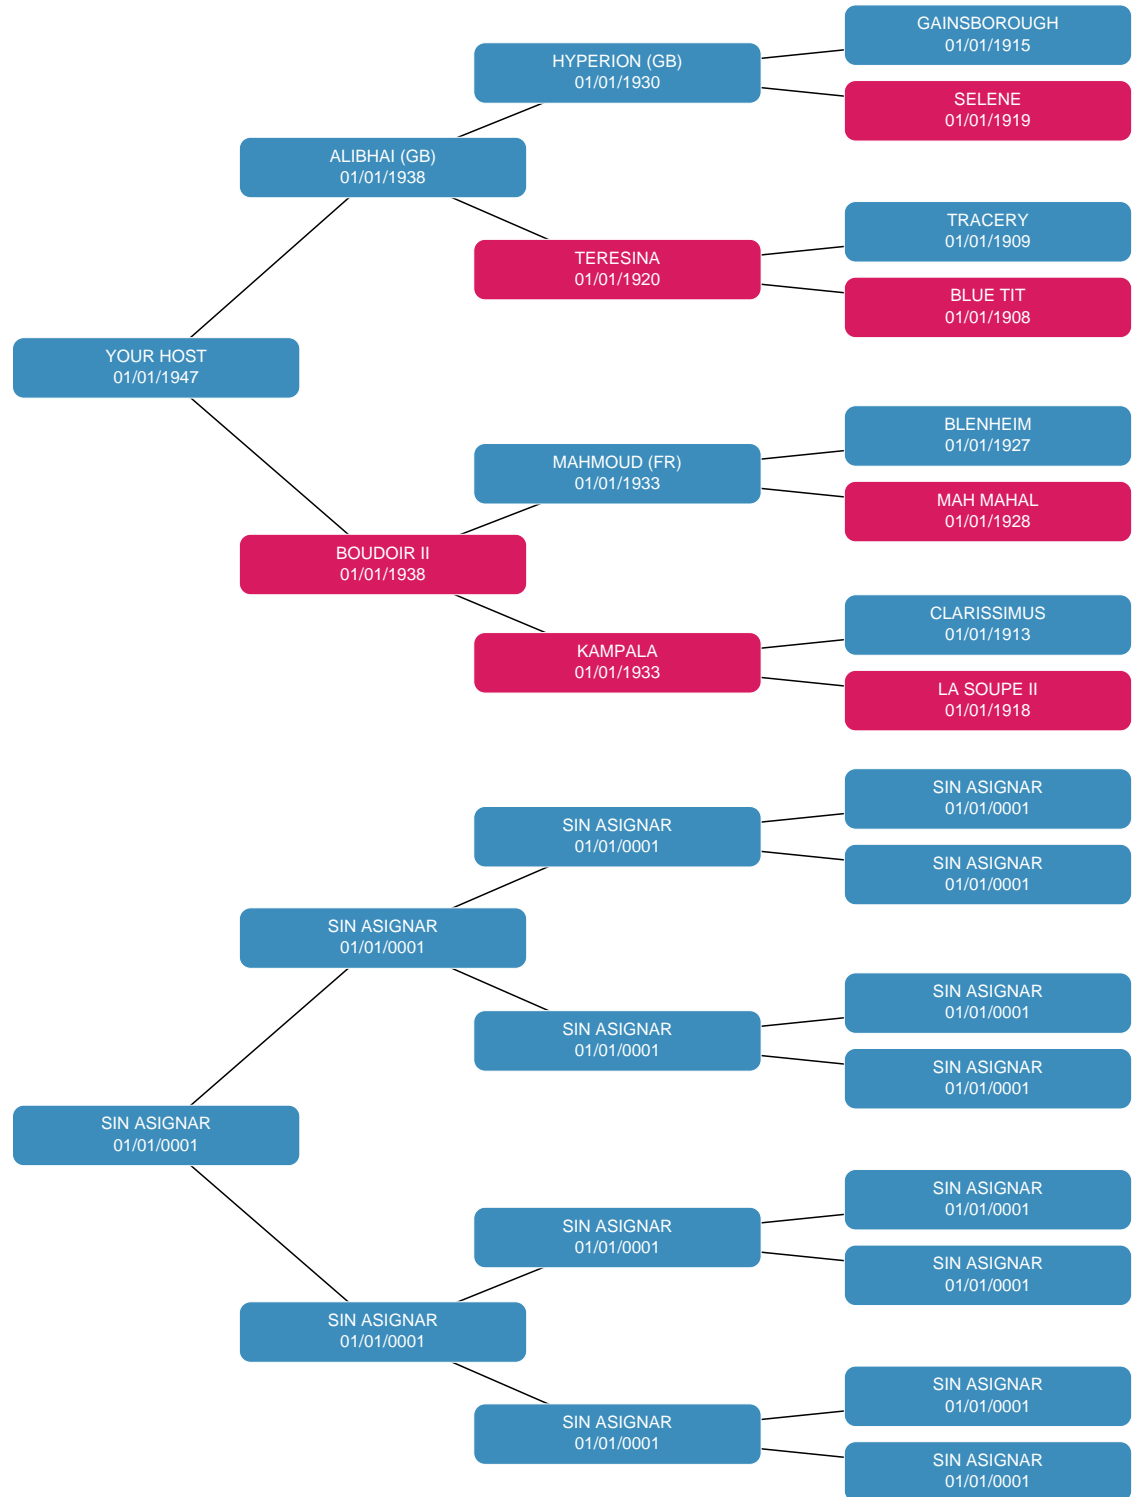 GAINSBOROUGH
01/01/1915
HYPERION (GB)
01/01/1930
SELENE
01/01/1919
ALIBHAI (GB)
01/01/1938
TRACERY
01/01/1909
TERESINA
01/01/1920
BLUE TIT
01/01/1908
YOUR HOST
01/01/1947
BLENHEIM
01/01/1927
MAHMOUD (FR)
01/01/1933
MAH MAHAL
01/01/1928
BOUDOIR II
01/01/1938
CLARISSIMUS
01/01/1913
KAMPALA
01/01/1933
LA SOUPE II
01/01/1918
SIN ASIGNAR
01/01/0001
SIN ASIGNAR
01/01/0001
SIN ASIGNAR
01/01/0001
SIN ASIGNAR
01/01/0001
SIN ASIGNAR
01/01/0001
SIN ASIGNAR
01/01/0001
SIN ASIGNAR
01/01/0001
SIN ASIGNAR
01/01/0001
SIN ASIGNAR
01/01/0001
SIN ASIGNAR
01/01/0001
SIN ASIGNAR
01/01/0001
SIN ASIGNAR
01/01/0001
SIN ASIGNAR
01/01/0001
SIN ASIGNAR
01/01/0001
SIN ASIGNAR
01/01/0001